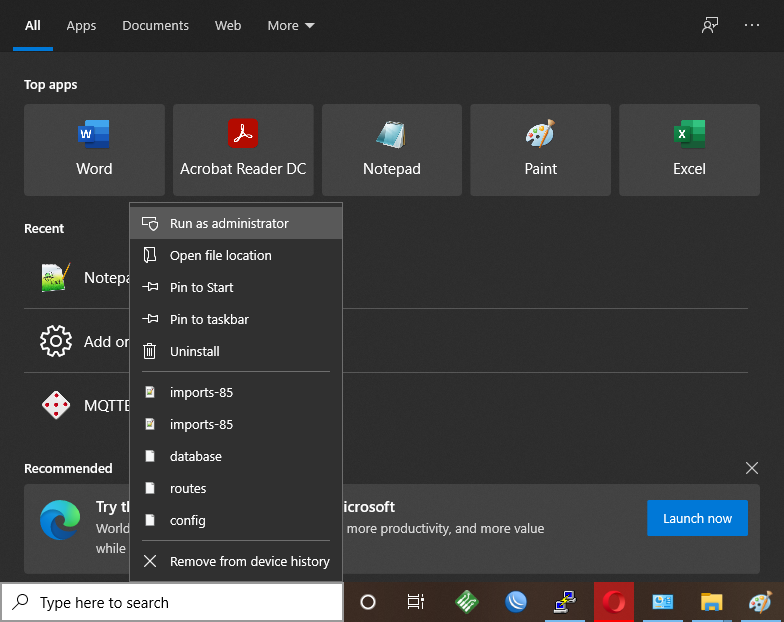 All Apps Documents Web More
Top apps
Word Acrobat Reader DC Notepad Paint Excel
Recent
Run as administrator
Open file location
Notepa
Pin to Start
Pin to taskbar
Add or
Uninstall
imports-85
MQTTE
imports-85
database
Recommended
routes
Try th icrosoft
Launch now
config
World more productivity, and more value
while
Remove from device history
Type here to search